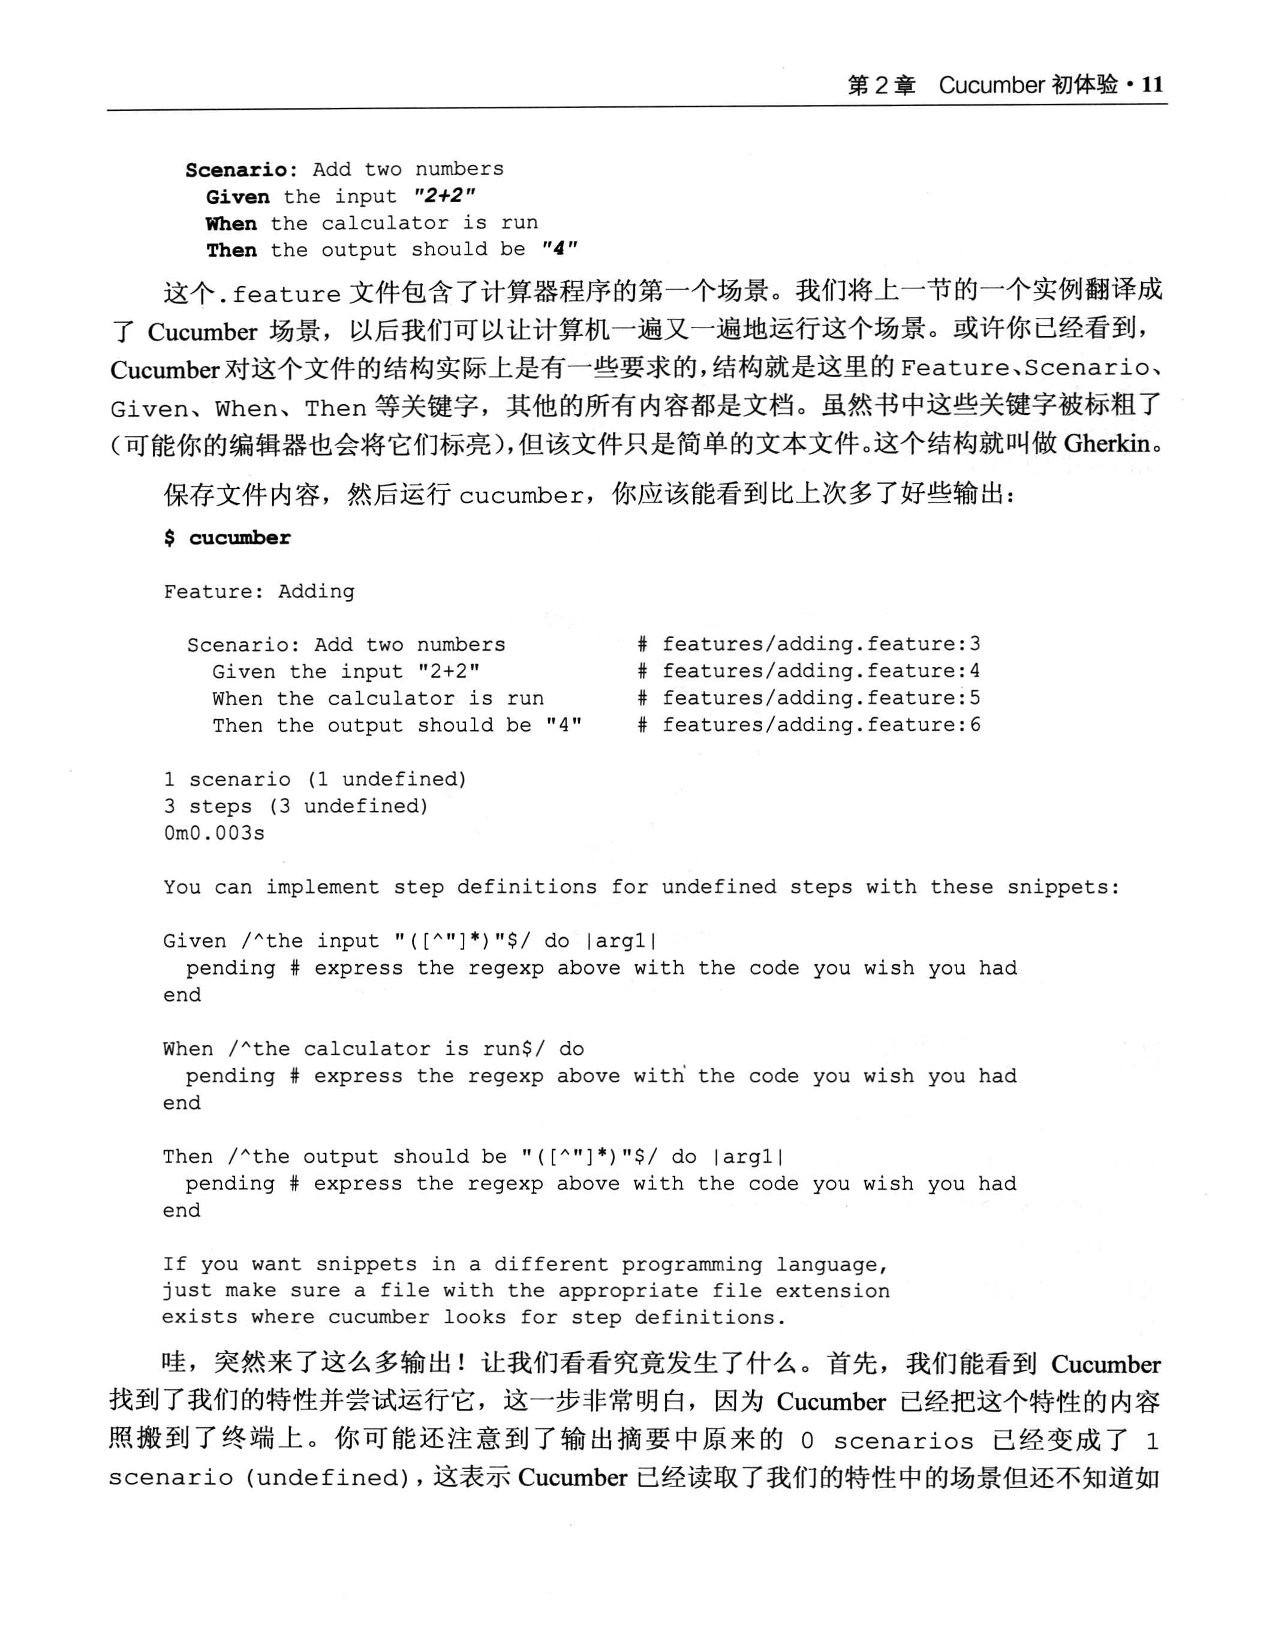 第 2 章 Cucumber 初体验 · 11
Scenario: Add two numbers
Given the input "2+2"
When the calculator is run
Then the output should be "4"
这个.feature 文件包含了计算器程序的第一个场景。我们将上一节的一个实例翻译成
了 Cucumber 场景，以后我们可以让计算机一遍又一遍地运行这个场景。或许你已经看到，
Cucumber 对这个文件的结构实际上是有一些要求的，结构就是这里的 Feature、Scenario、
Given、When、Then 等关键字，其他的所有内容都是文档。虽然书中这些关键字被标粗了
（可能你的编辑器也会将它们标亮），但该文件只是简单的文本文件。这个结构就叫做 Gherkin。
保存文件内容，然后运行 cucumber，你应该能看到比上次多了好些输出：
$ cucumber
Feature: Adding
Scenario: Add two numbers # features/adding.feature:3
Given the input "2+2" # features/adding.feature:4
When the calculator is run # features/adding.feature:5
Then the output should be "4" # features/adding.feature:6
1 scenario (1 undefined)
3 steps (3 undefined)
0m0.003s
You can implement step definitions for undefined steps with these snippets:
Given /^the input "([^"]*)"$/ do |arg1|
pending # express the regexp above with the code you wish you had
end
When /^the calculator is run$/ do
pending # express the regexp above with the code you wish you had
end
Then /^the output should be "([^"]*)"$/ do |arg1|
pending # express the regexp above with the code you wish you had
end
If you want snippets in a different programming language,
just make sure a file with the appropriate file extension
exists where cucumber looks for step definitions.
哇，突然来了这么多输出！让我们看看究竟发生了什么。首先，我们能看到 Cucumber
找到了我们的特性并尝试运行它，这一步非常明白，因为 Cucumber 已经把这个特性的内容
照搬到了终端上。你可能还注意到了输出摘要中原来的 0 scenarios 已经变成了 1
scenario (undefined)，这表示 Cucumber 已经读取了我们的特性中的场景但还不知道如